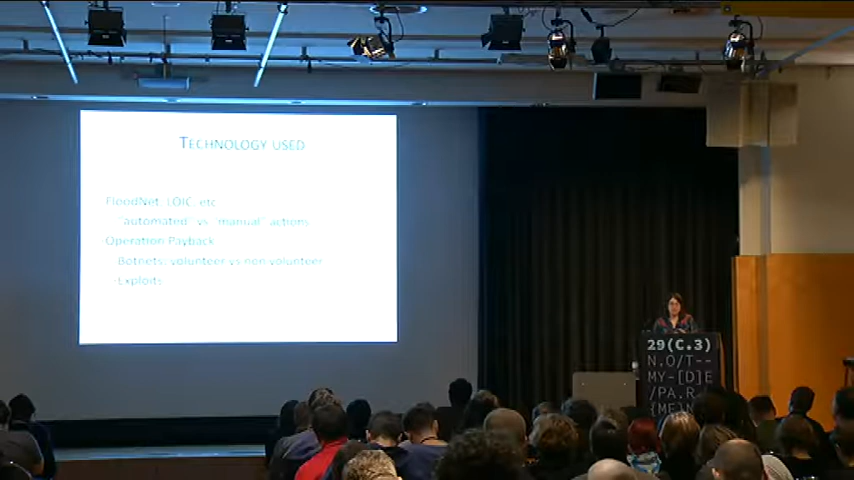 TECHNOLOGY USED
FloodNet, LOIC, etc
"automated" vs "manual" actions
Operation Payback
Botnets: volunteer vs non-volunteer
Exploits
29(C.3)
N.O/T--
MY-[D]E
/PA.R.
[ME]N